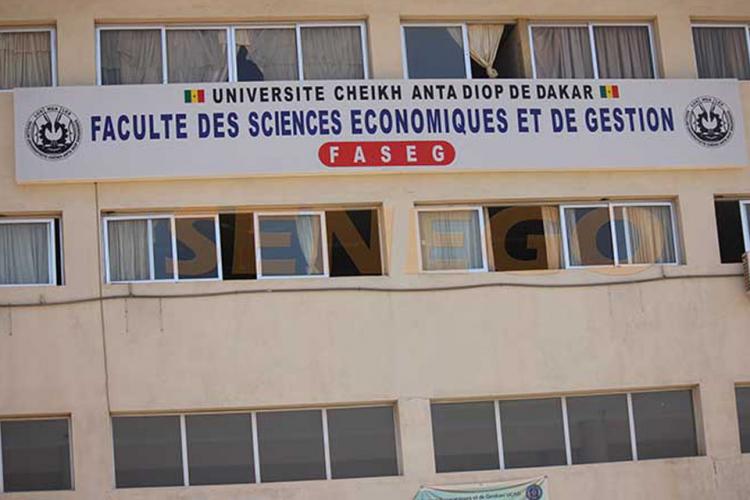 UNIVERSITE CHEIKH ANTA DIOP DE DAKAR
FACULTE DES SCIENCES ECONOMIQUES ET DE GESTION
FASEG
SENEGO